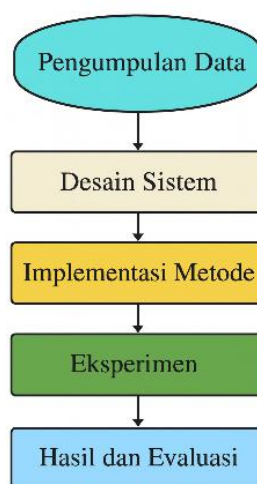 Pengumpulan Data
Desain Sistem
Implementasi Metode
Eksperimen
Hasil dan Evaluasi